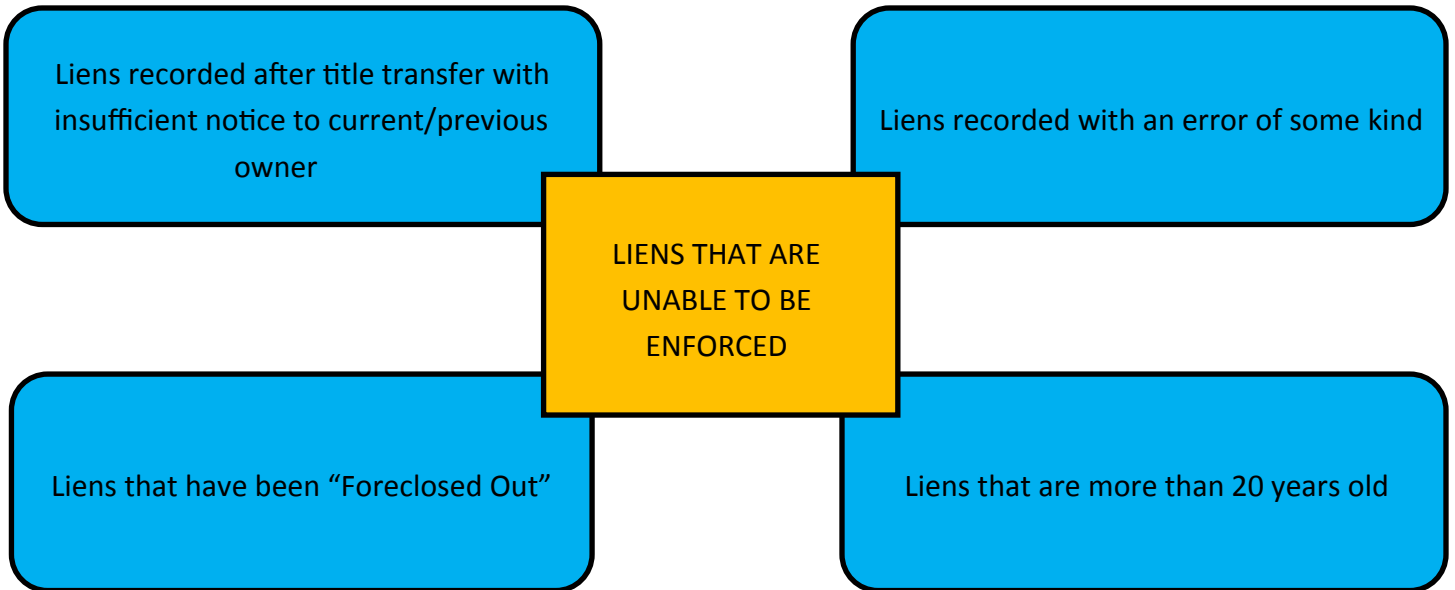 Liens recorded after title transfer with
insufficient notice to current/previous
owner
Liens recorded with an error of some kind
LIENS THAT ARE
UNABLE TO BE
ENFORCED
Liens that have been “Foreclosed Out”
Liens that are more than 20 years old